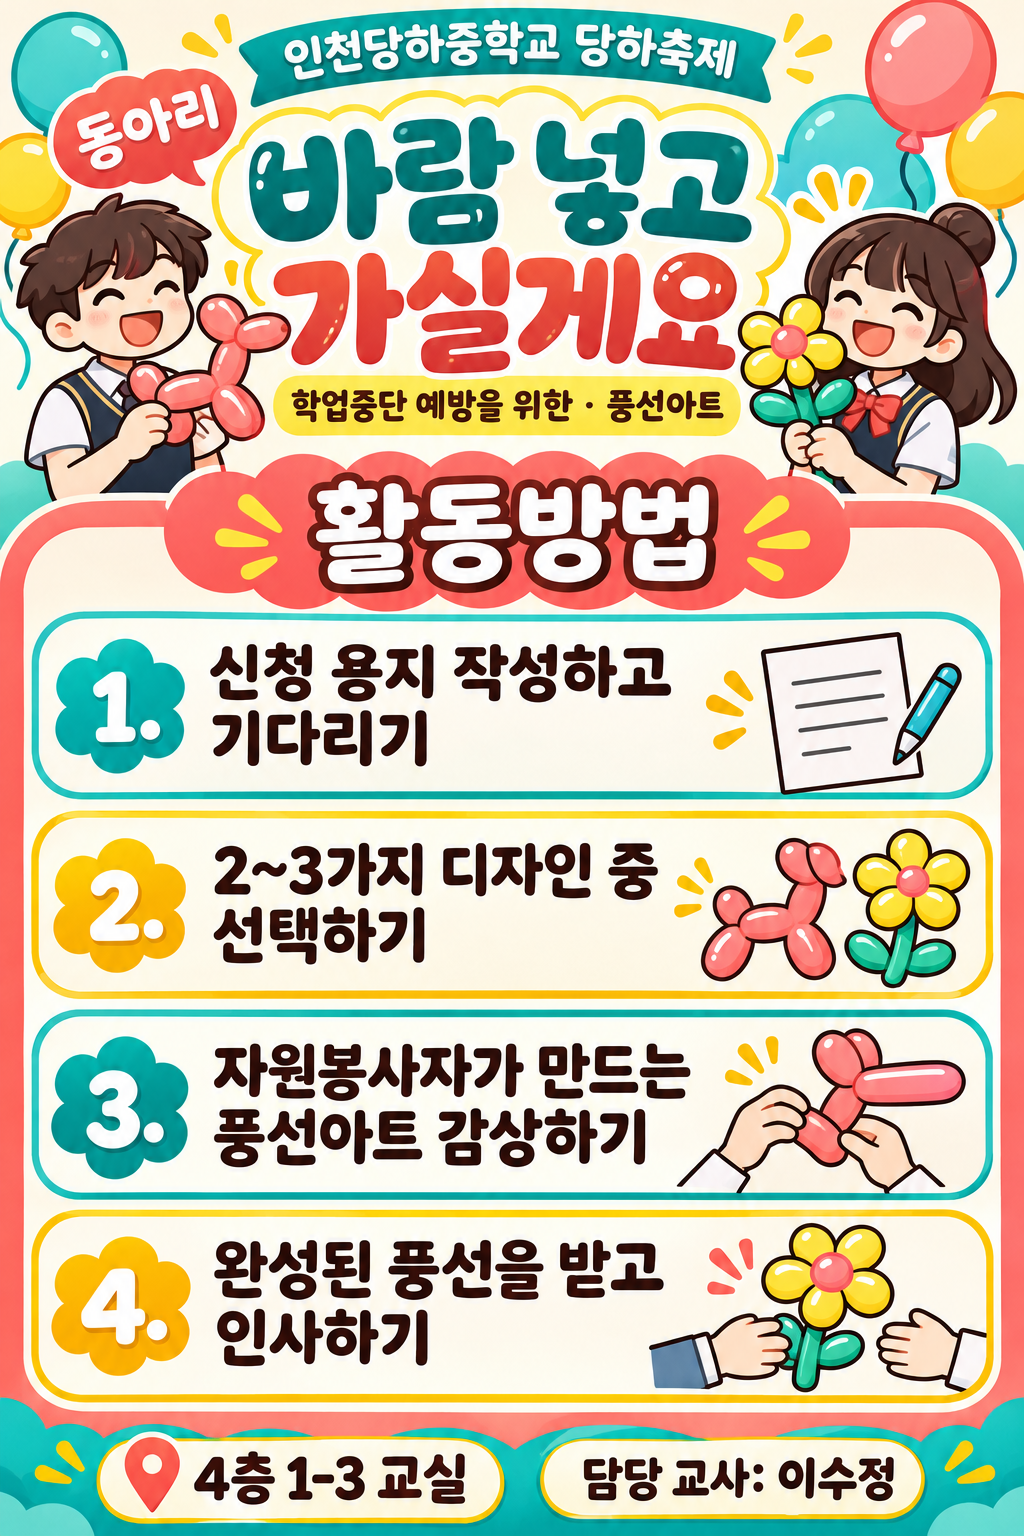 인천당하중학교 당하축제
동아리
바람 넣고
가실게요
학업중단 예방을 위한 · 풍선아트
활동방법
1.
신청 용지 작성하고
기다리기
2.
2~3가지 디자인 중
선택하기
3.
자원봉사자가 만드는
풍선아트 감상하기
4.
완성된 풍선을 받고
인사하기
4층 1-3 교실
담당 교사: 이수정